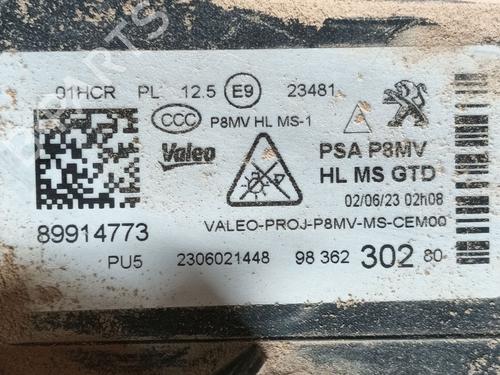 01HCR PL 12.5 E9 23481
CCC P8MV HL MS-1
Valeo
PSA P8MV
HL MS GTD
02/06/23 02h08
VALEO-PROJ-P8MV-MS-CEM00
89914773
PU5 2306021448 98 362 302 80